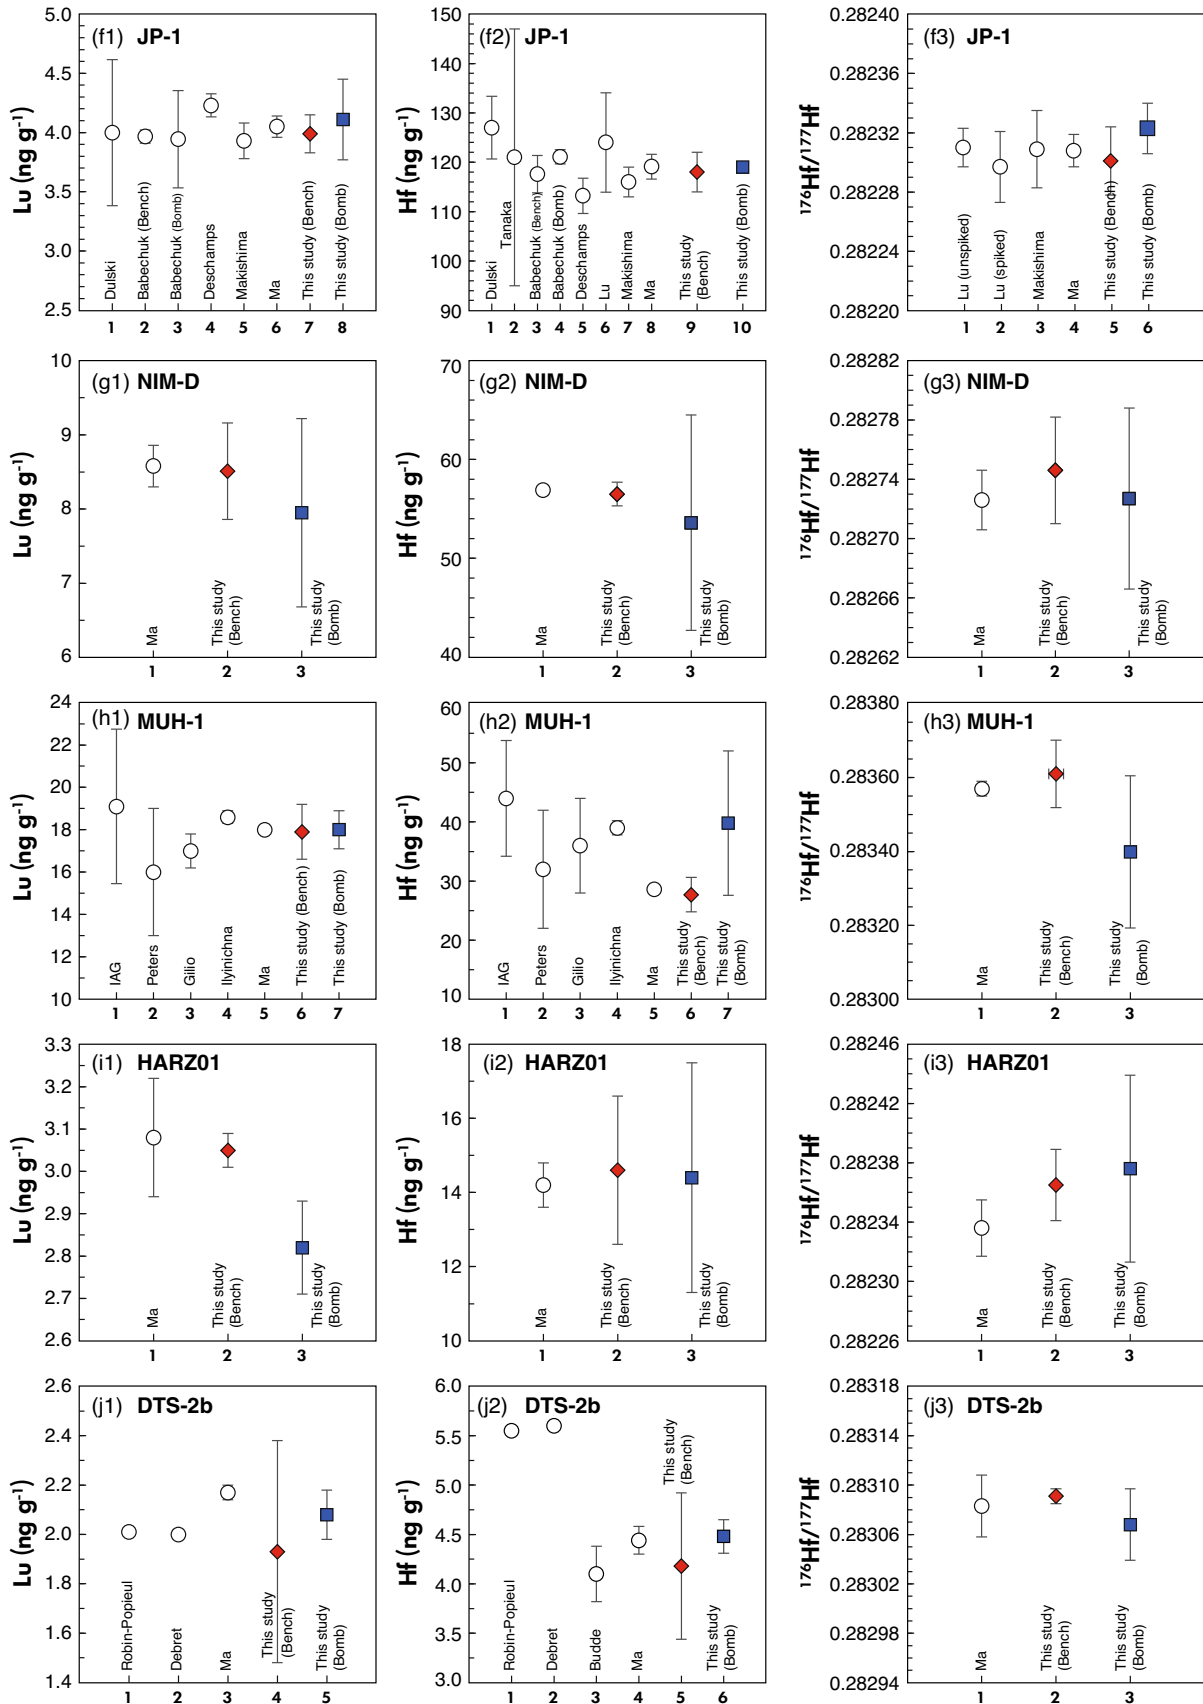 (f1) JP-1
Lu (ng g-1)
5.0
4.5
4.0
3.5
3.0
2.5
Dulski
Babechuk (Bench)
Babechuk (Bomb)
Deschamps
Makishima
Ma
This study (Bench)
This study (Bomb)
1 2 3 4 5 6 7 8
(f2) JP-1
Hf (ng g-1)
150
140
130
120
110
100
90
Dulski
Tanaka
Babechuk (Bench)
Babechuk (Bomb)
Deschamps
Lu
Makishima
Ma
This study
(Bench)
This study (Bomb)
1 2 3 4 5 6 7 8 9 10
(f3) JP-1
176Hf/177Hf
0.28240
0.28236
0.28232
0.28228
0.28224
0.28220
Lu (unspiked)
Lu (spiked)
Makishima
Ma
This study (Bench)
This study (Bomb)
1 2 3 4 5 6
(g1) NIM-D
Lu (ng g-1)
10
9
8
7
6
Ma
This study
(Bench)
This study
(Bomb)
1 2 3
(g2) NIM-D
Hf (ng g-1)
70
60
50
40
Ma
This study
(Bench)
This study
(Bomb)
1 2 3
(g3) NIM-D
176Hf/177Hf
0.28282
0.28278
0.28274
0.28270
0.28266
0.28262
Ma
This study
(Bench)
This study
(Bomb)
1 2 3
(h1) MUH-1
Lu (ng g-1)
24
22
20
18
16
14
12
10
IAG
Peters
Gilio
Ilyinichna
Ma
This study (Bench)
This study (Bomb)
1 2 3 4 5 6 7
(h2) MUH-1
Hf (ng g-1)
60
50
40
30
20
10
IAG
Peters
Gilio
Ilyinichna
Ma
This study
(Bench)
This study
(Bomb)
1 2 3 4 5 6 7
(h3) MUH-1
176Hf/177Hf
0.28380
0.28360
0.28340
0.28320
0.28300
Ma
This study
(Bench)
This study
(Bomb)
1 2 3
(i1) HARZ01
Lu (ng g-1)
3.3
3.2
3.1
3.0
2.9
2.8
2.7
2.6
Ma
This study
(Bench)
This study
(Bomb)
1 2 3
(i2) HARZ01
Hf (ng g-1)
18
16
14
12
10
Ma
This study
(Bench)
This study
(Bomb)
1 2 3
(i3) HARZ01
176Hf/177Hf
0.28246
0.28242
0.28238
0.28234
0.28230
0.28226
Ma
This study
(Bench)
This study
(Bomb)
1 2 3
(j1) DTS-2b
Lu (ng g-1)
2.6
2.4
2.2
2.0
1.8
1.6
1.4
Robin-Popieul
Debret
Ma
This study
(Bench)
This study
(Bomb)
1 2 3 4 5
(j2) DTS-2b
Hf (ng g-1)
6.0
5.5
5.0
4.5
4.0
3.5
3.0
Robin-Popieul
Debret
Budde
Ma
This study
(Bench)
This study
(Bomb)
1 2 3 4 5 6
(j3) DTS-2b
176Hf/177Hf
0.28318
0.28314
0.28310
0.28306
0.28302
0.28298
0.28294
Ma
This study
(Bench)
This study
(Bomb)
1 2 3